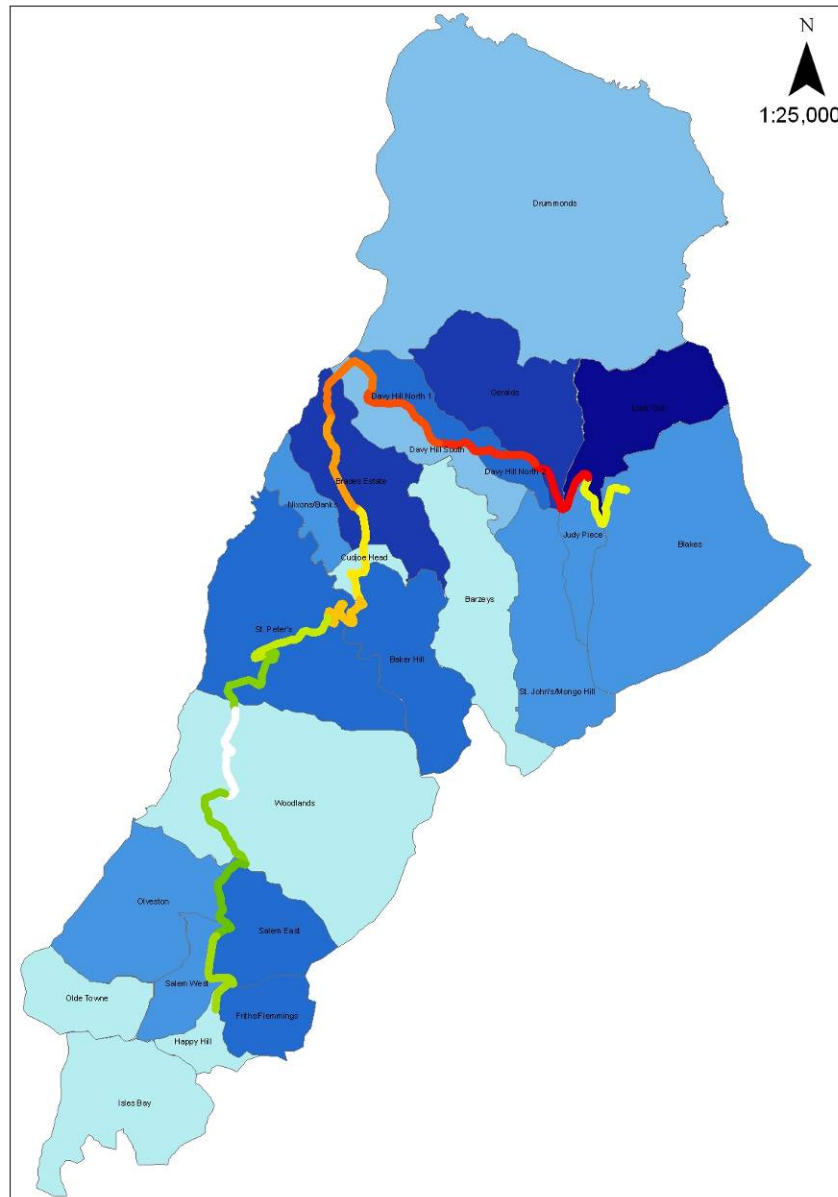 N
1:25,000
Drummonds
Davy Hill North 1
Geralds
Look Out
Davy Hill South
Davy Hill North 2
Brades Estate
Nixons/Banks
Judy Piece
Blakes
Cudjoe Head
Barzeys
St. Peter's
Baker Hill
St. John's/Mongo Hill
Woodlands
Olveston
Salem East
Salem West
Olde Towne
Friths/Flemmings
Happy Hill
Isles Bay